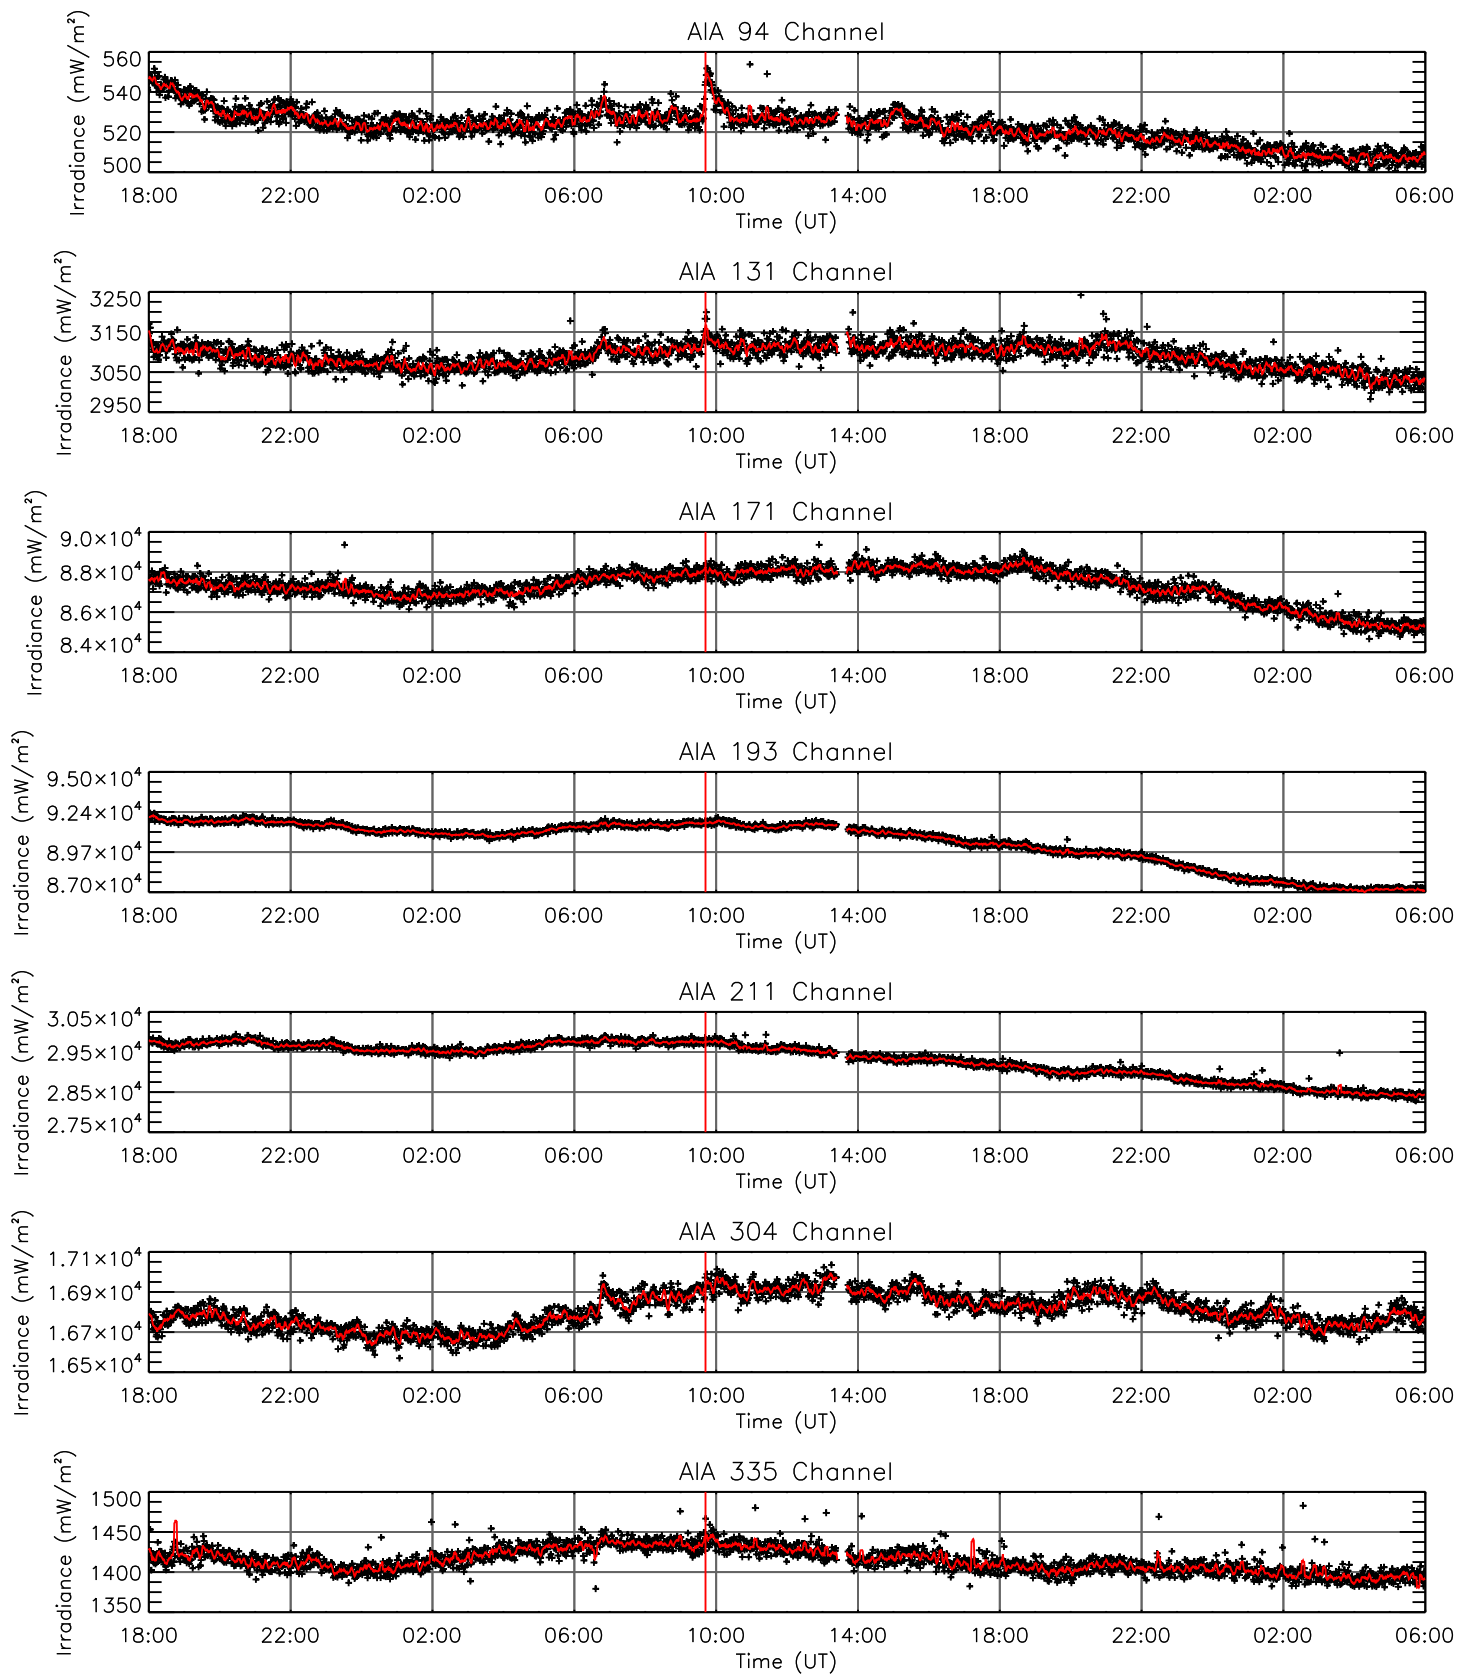 AIA 94 Channel
Irradiance (mW/m²)
560
540
520
500
18:00 22:00 02:00 06:00 10:00 14:00 18:00 22:00 02:00 06:00
Time (UT)
AIA 131 Channel
Irradiance (mW/m²)
3250
3150
3050
2950
18:00 22:00 02:00 06:00 10:00 14:00 18:00 22:00 02:00 06:00
Time (UT)
AIA 171 Channel
Irradiance (mW/m²)
9.0×10⁴
8.8×10⁴
8.6×10⁴
8.4×10⁴
18:00 22:00 02:00 06:00 10:00 14:00 18:00 22:00 02:00 06:00
Time (UT)
AIA 193 Channel
Irradiance (mW/m²)
9.50×10⁴
9.24×10⁴
8.97×10⁴
8.70×10⁴
18:00 22:00 02:00 06:00 10:00 14:00 18:00 22:00 02:00 06:00
Time (UT)
AIA 211 Channel
Irradiance (mW/m²)
3.05×10⁴
2.95×10⁴
2.85×10⁴
2.75×10⁴
18:00 22:00 02:00 06:00 10:00 14:00 18:00 22:00 02:00 06:00
Time (UT)
AIA 304 Channel
Irradiance (mW/m²)
1.71×10⁴
1.69×10⁴
1.67×10⁴
1.65×10⁴
18:00 22:00 02:00 06:00 10:00 14:00 18:00 22:00 02:00 06:00
Time (UT)
AIA 335 Channel
Irradiance (mW/m²)
1500
1450
1400
1350
18:00 22:00 02:00 06:00 10:00 14:00 18:00 22:00 02:00 06:00
Time (UT)